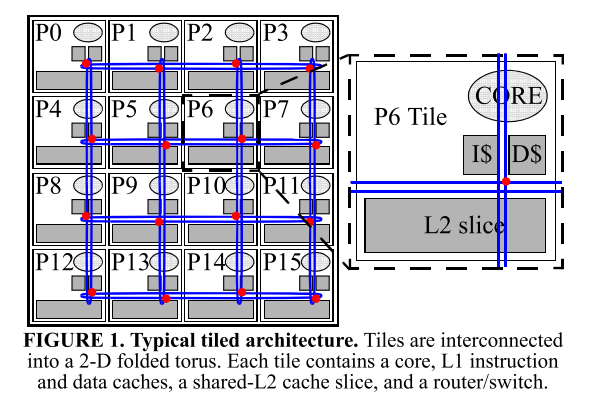 P0 P1 P2 P3
P4 P5 P6 P7
P8 P9 P10 P11
P12 P13 P14 P15
CORE
P6 Tile
I$ D$
L2 slice
FIGURE 1. Typical tiled architecture. Tiles are interconnected
into a 2-D folded torus. Each tile contains a core, L1 instruction
and data caches, a shared-L2 cache slice, and a router/switch.